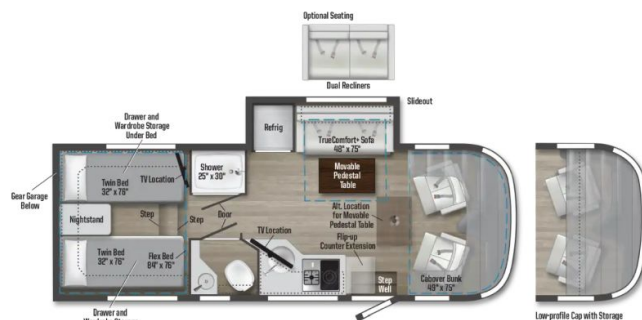 Optional Seating
Dual Recliners
Slideout
Drawer and
Wardrobe Storage
Under Bed
Refrig
TrueComfort+ Sofa
48" x 75"
Shower
25" x 30"
TV Location
Twin Bed
32" x 78"
Movable
Pedestal
Table
Gear Garage
Below
Nightstand
Step
Step
Door
Alt. Location
for Movable
Pedestal Table
TV Location
Flip-up
Counter Extension
Twin Bed
32" x 76"
Flex Bed
84" x 76"
Step
Well
Cabover Bunk
49" x 75"
Drawer and
Low-profile Cap with Storage